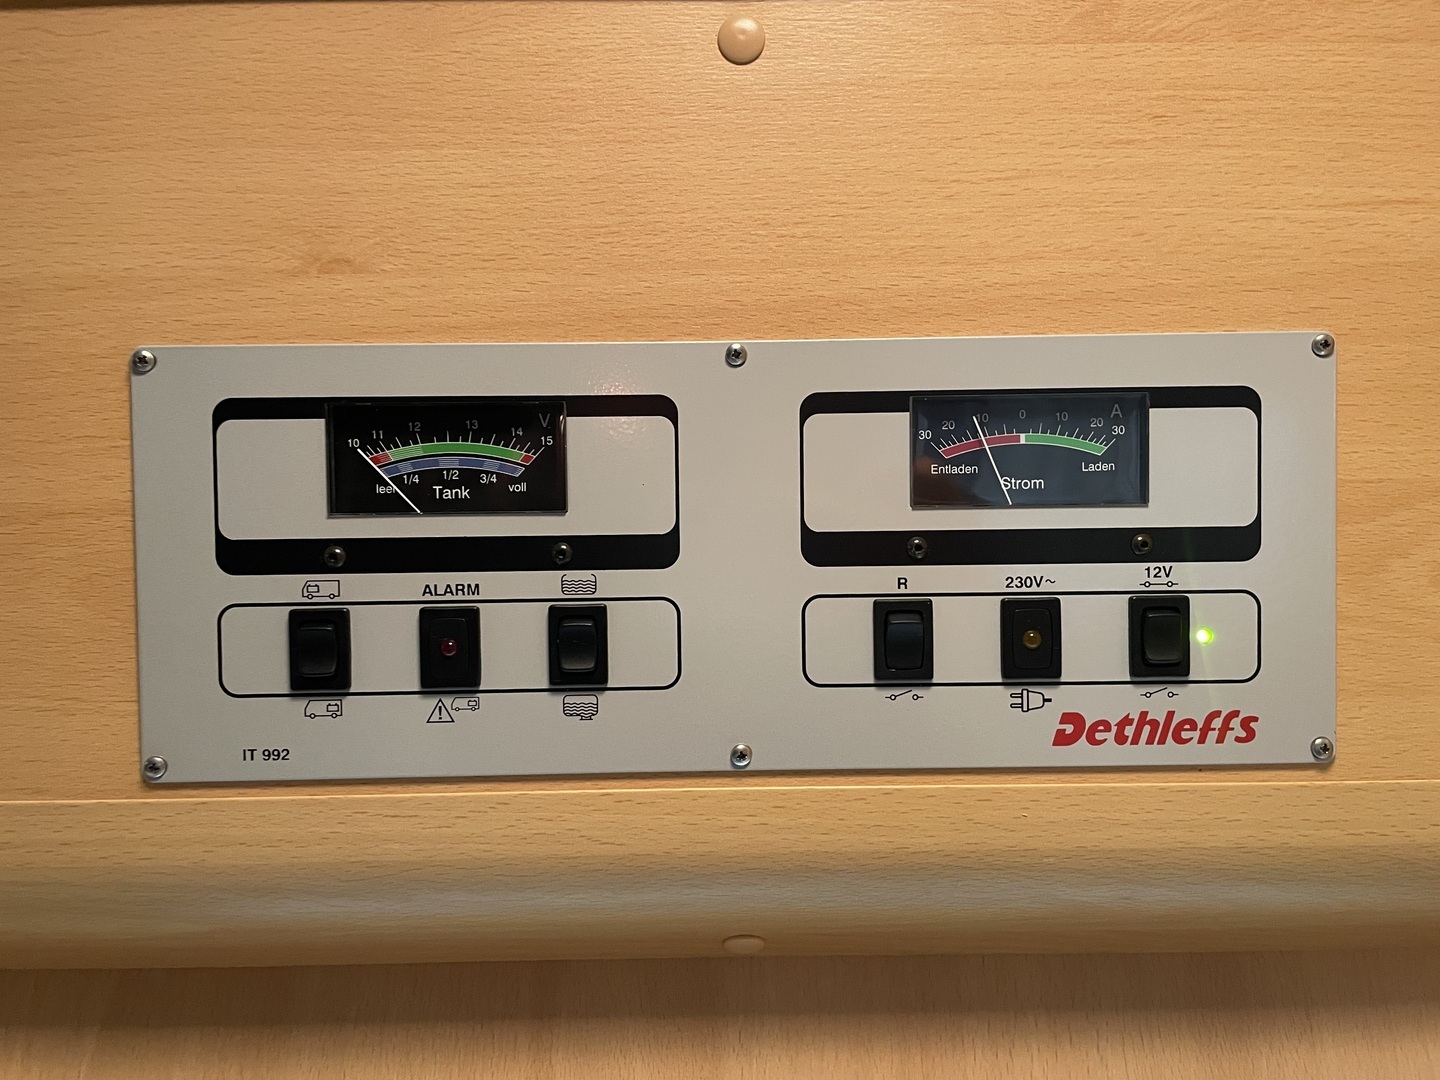 V
10 11 12 13 14 15
leer 1/4 1/2 3/4 voll
Tank
A
30 20 10 0 10 20 30
Entladen Laden
Strom
ALARM
R 230V~ 12V
Dethleffs
IT 992